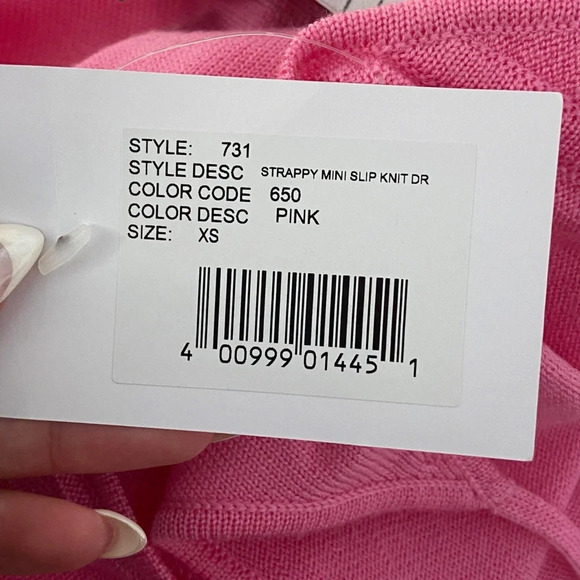 STYLE: 731
STYLE DESC STRAPPY MINI SLIP KNIT DR
COLOR CODE 650
COLOR DESC PINK
SIZE: XS
4 00999 01445 1